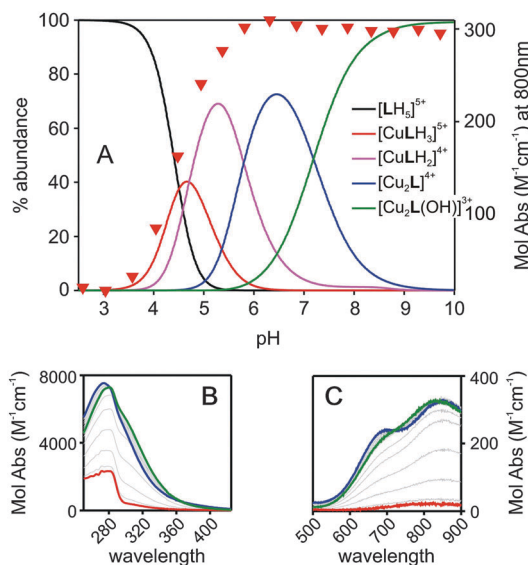 100
80
60
40
20
0
% abundance
A
[LH₅]⁵⁺
[CuLH₃]⁵⁺
[CuLH₂]⁴⁺
[Cu₂L]⁴⁺
[Cu₂L(OH)]³⁺
300
200
100
0
Mol Abs (M⁻¹cm⁻¹) at 800nm
3 4 5 6 7 8 9 10
pH
8000
4000
0
Mol Abs (M⁻¹cm⁻¹)
B
280 320 360 400
wavelength
C
400
200
0
Mol Abs (M⁻¹cm⁻¹)
500 600 700 800 900
wavelength